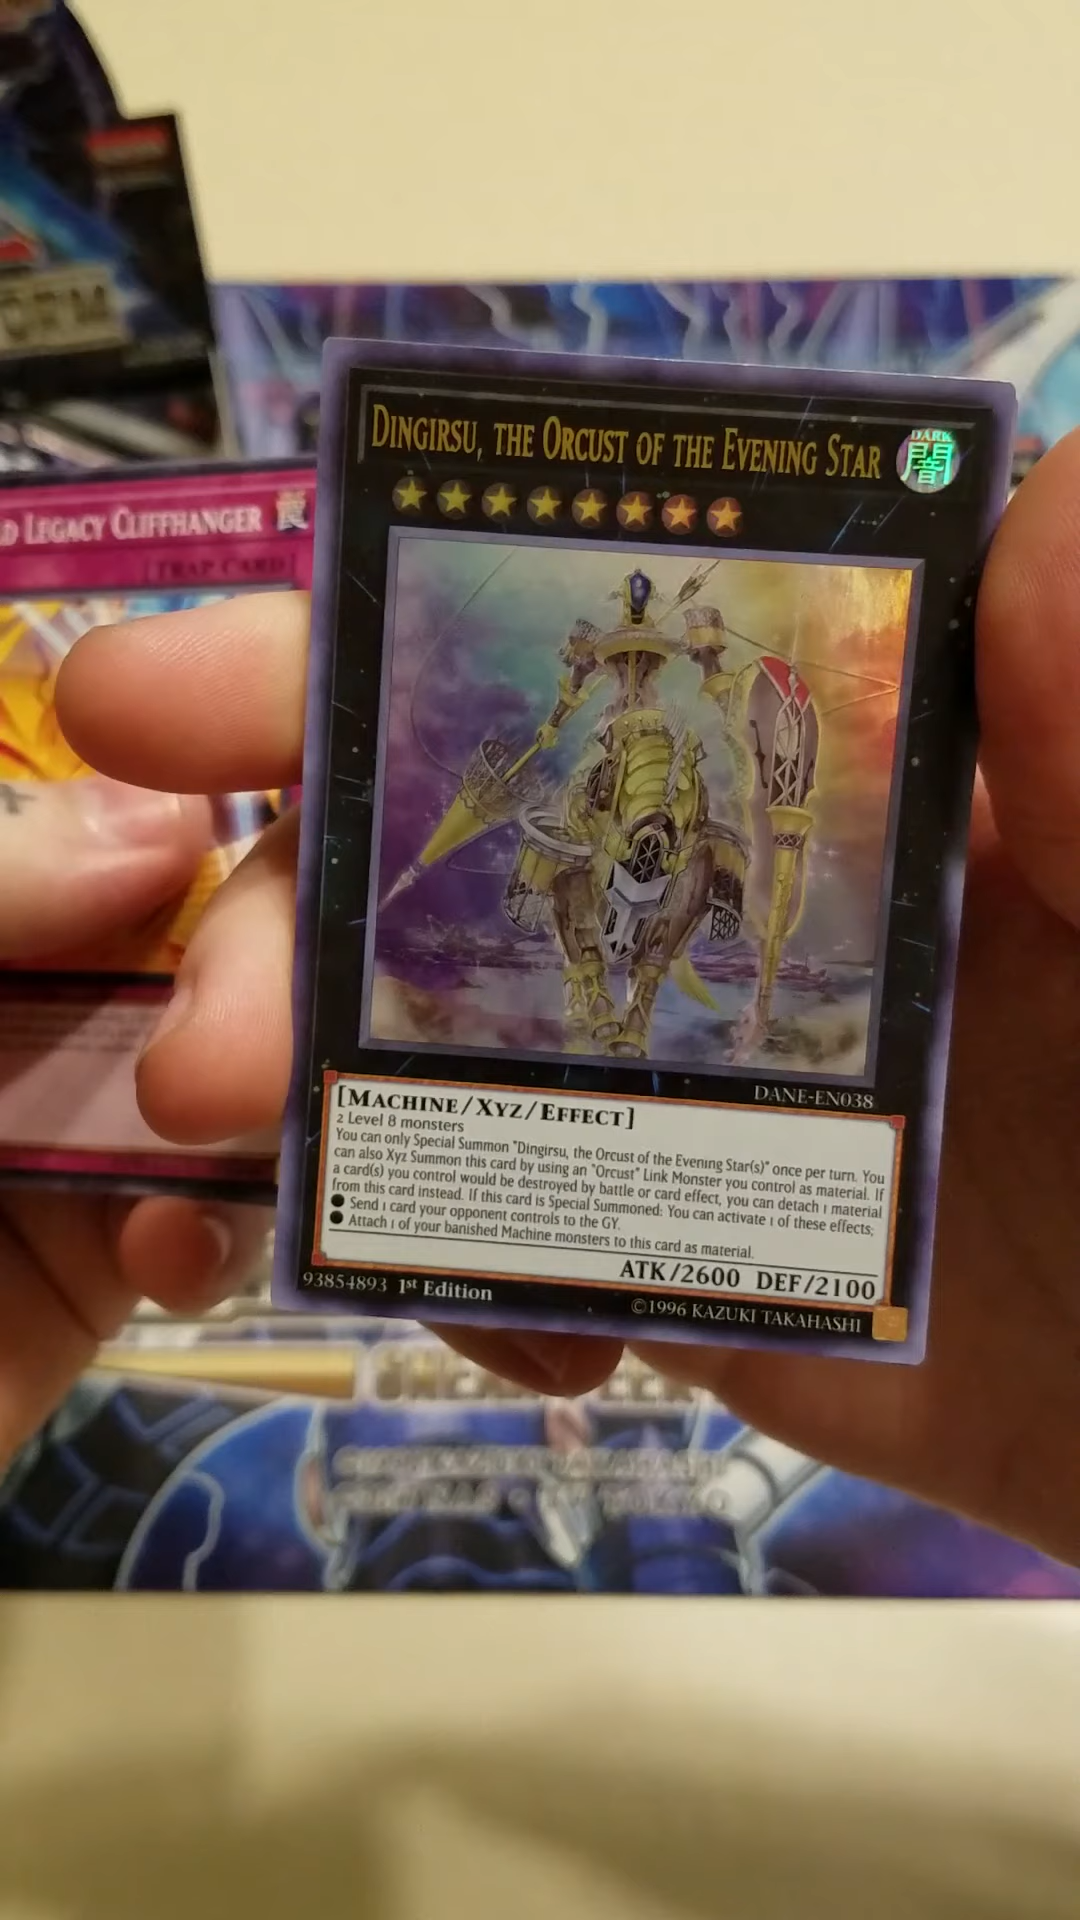 DINGIRSU, THE ORCUST OF THE EVENING STAR
DARK
闇
D LEGACY CLIFFHANGER 罠
[TRAP CARD]
DANE-EN038
[MACHINE/XYZ/EFFECT]
2 Level 8 monsters
You can only Special Summon "Dingirsu, the Orcust of the Evening Star(s)" once per turn. You
can also Xyz Summon this card by using an "Orcust" Link Monster you control as material. If
a card(s) you control would be destroyed by battle or card effect, you can detach 1 material
from this card instead. If this card is Special Summoned: You can activate 1 of these effects;
● Send 1 card your opponent controls to the GY.
● Attach 1 of your banished Machine monsters to this card as material.
ATK/2600 DEF/2100
93854893 1st Edition
©1996 KAZUKI TAKAHASHI